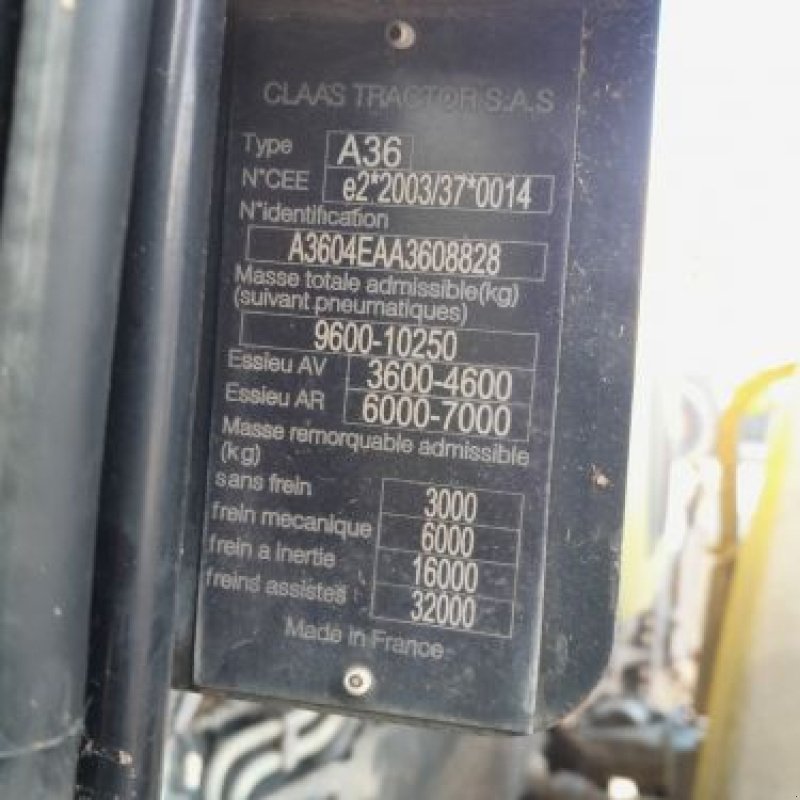 CLAAS TRACTOR S.A.S
Type A36
N°CEE e2*2003/37*0014
N°identification
A3604EAA3608828
Masse totale admissible(kg)
(suivant pneumatiques)
9600-10250
Essieu AV 3600-4600
Essieu AR 6000-7000
Masse remorquable admissible
(kg)
sans frein 3000
frein mecanique 6000
frein a inertie 16000
freins assistes 32000
Made in France